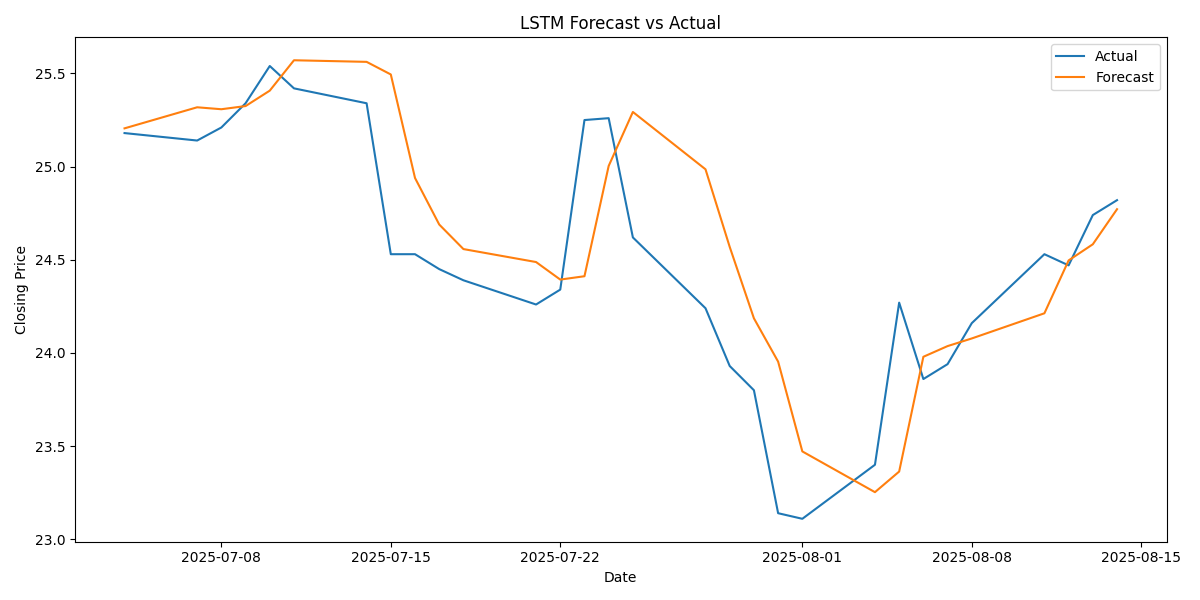 LSTM Forecast vs Actual
Actual
Forecast
Closing Price
25.5
25.0
24.5
24.0
23.5
23.0
2025-07-08
2025-07-15
2025-07-22
2025-08-01
2025-08-08
2025-08-15
Date